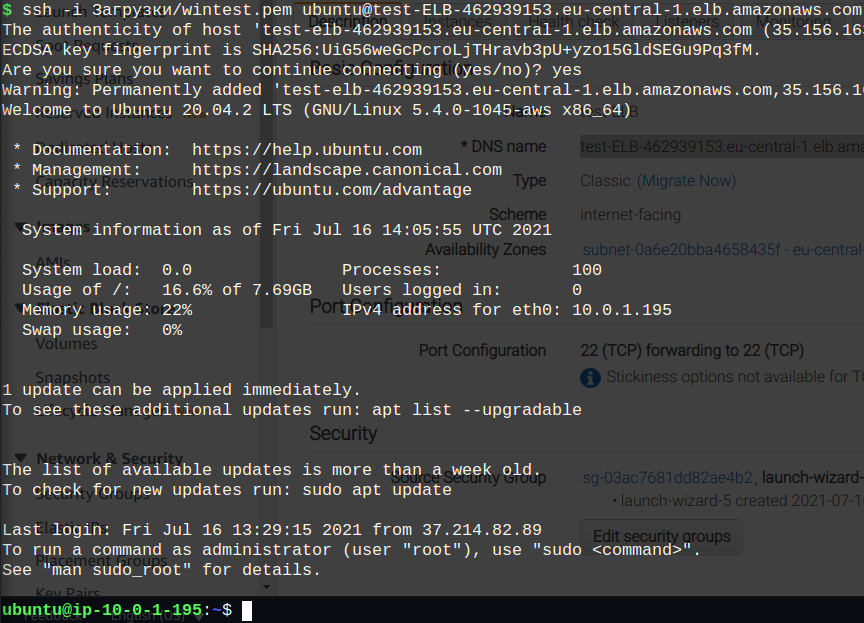 $ ssh -i Загрузки/wintest.pem ubuntu@test-ELB-462939153.eu-central-1.elb.amazonaws.com
The authenticity of host 'test-elb-462939153.eu-central-1.elb.amazonaws.com (35.156.16
ECDSA key fingerprint is SHA256:UiG56weGcPcroLjTHravb3pU+yzo15GldSEGu9Pq3fM.
Are you sure you want to continue connecting (yes/no)? yes
Warning: Permanently added 'test-elb-462939153.eu-central-1.elb.amazonaws.com,35.156.16
Welcome to Ubuntu 20.04.2 LTS (GNU/Linux 5.4.0-1045-aws x86_64)
* Documentation:  https://help.ubuntu.com
* Management:     https://landscape.canonical.com
* Support:        https://ubuntu.com/advantage
System information as of Fri Jul 16 14:05:55 UTC 2021
System load:  0.0               Processes:             100
Usage of /:   16.6% of 7.69GB   Users logged in:       0
Memory usage: 22%               IPv4 address for eth0: 10.0.1.195
Swap usage:   0%
1 update can be applied immediately.
To see these additional updates run: apt list --upgradable
The list of available updates is more than a week old.
To check for new updates run: sudo apt update
Last login: Fri Jul 16 13:29:15 2021 from 37.214.82.89
To run a command as administrator (user "root"), use "sudo <command>".
See "man sudo_root" for details.
ubuntu@ip-10-0-1-195:~$
Description Instances Health check Listeners Monitoring
Basic Configuration
* DNS name test-ELB-462939153.eu-central-1.elb.ama
Type Classic (Migrate Now)
Scheme internet-facing
Availability Zones subnet-0a6e20bba4658435f - eu-central-
Port Configuration
Port Configuration 22 (TCP) forwarding to 22 (TCP)
Stickiness options not available for TC
Security
Source Security Group sg-03ac7681dd82ae4b2, launch-wizard-
• launch-wizard-5 created 2021-07-1
Edit security groups
Savings Plans
Reserved Instances
Capacity Reservations
Images
AMIs
Elastic Block Store
Volumes
Snapshots
Network & Security
Security Groups
Placement Groups
Key Pairs
Feedback English (US)